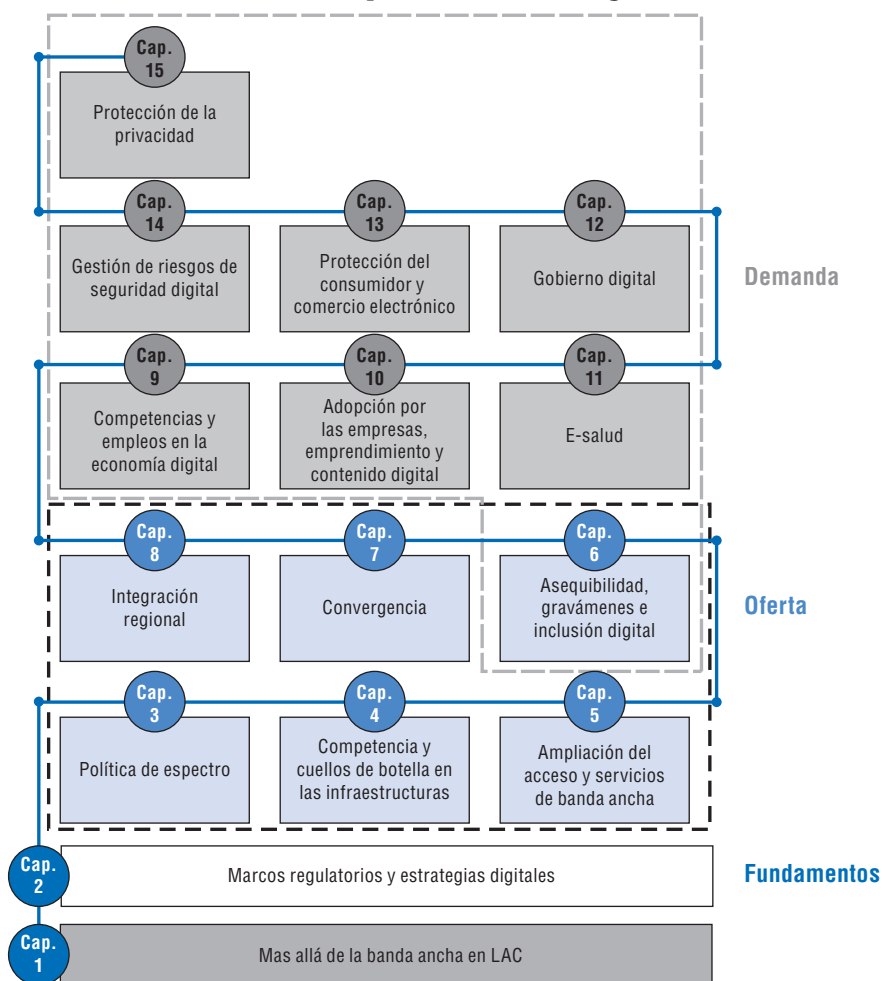 Cap.
15
Protección de la
privacidad
Cap.
14
Gestión de riesgos de
seguridad digital
Cap.
13
Protección del
consumidor y
comercio electrónico
Cap.
12
Gobierno digital
Demanda
Cap.
9
Competencias y
empleos en la
economía digital
Cap.
10
Adopción por
las empresas,
emprendimiento y
contenido digital
Cap.
11
E-salud
Cap.
8
Integración
regional
Cap.
7
Convergencia
Cap.
6
Asequibilidad,
gravámenes e
inclusión digital
Oferta
Cap.
3
Política de espectro
Cap.
4
Competencia y
cuellos de botella en
las infraestructuras
Cap.
5
Ampliación del
acceso y servicios
de banda ancha
Cap.
2
Marcos regulatorios y estrategias digitales
Fundamentos
Cap.
1
Mas allá de la banda ancha en LAC